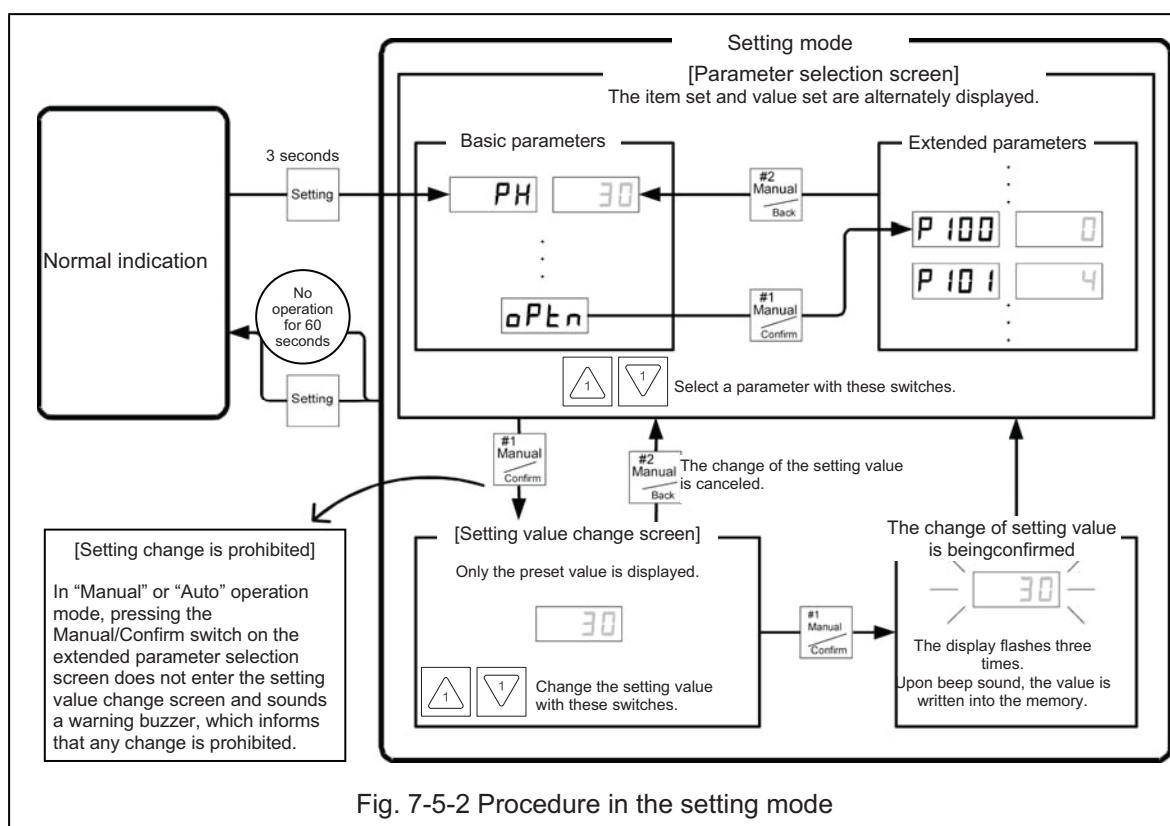 Setting mode
[Parameter selection screen]
The item set and value set are alternately displayed.
Basic parameters
Extended parameters
3 seconds
Setting
PH
30
#2
Manual
Back
P100
0
P101
4
Normal indication
No
operation
for 60
seconds
oPtn
#1
Manual
Confirm
1
1
Select a parameter with these switches.
Setting
#1
Manual
Confirm
#2
Manual
Back
The change of the setting value
is canceled.
[Setting change is prohibited]
In “Manual” or “Auto” operation
mode, pressing the
Manual/Confirm switch on the
extended parameter selection
screen does not enter the setting
value change screen and sounds
a warning buzzer, which informs
that any change is prohibited.
[Setting value change screen]
Only the preset value is displayed.
30
1
1
Change the setting value
with these switches.
#1
Manual
Confirm
The change of setting value
is beingconfirmed
30
The display flashes three
times.
Upon beep sound, the value is
written into the memory.
Fig. 7-5-2 Procedure in the setting mode